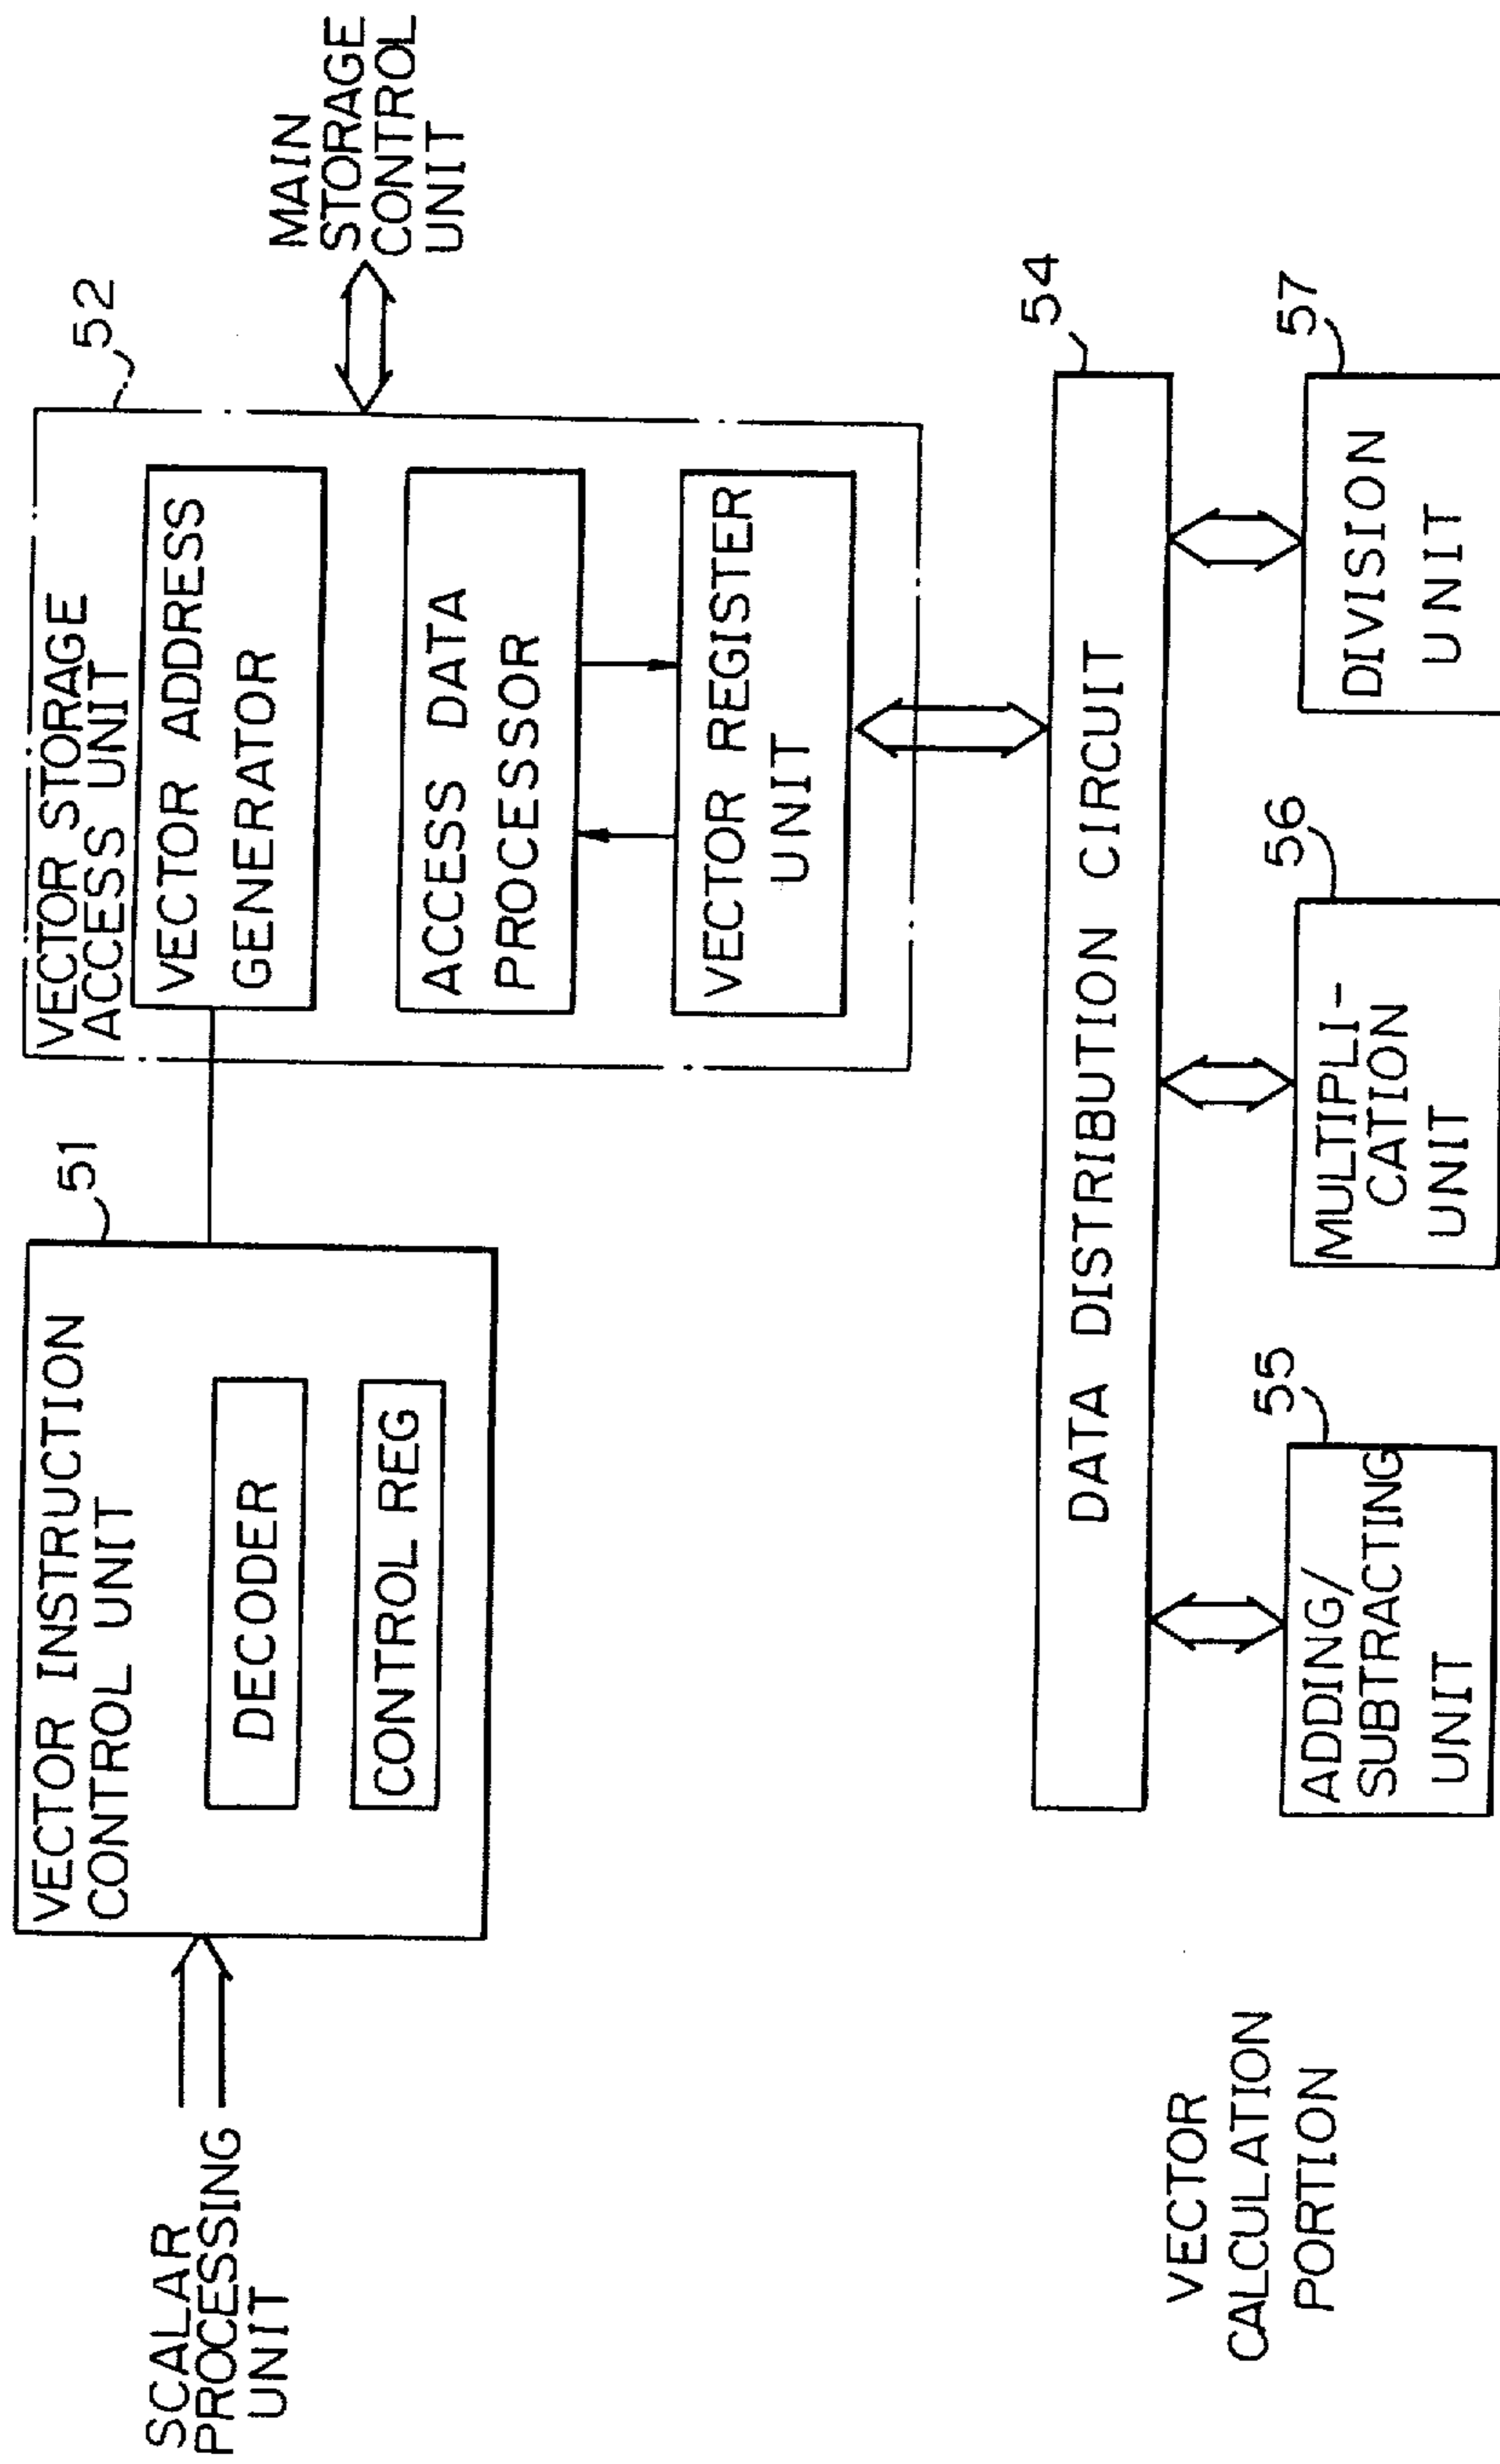 SCALAR
PROCESSING
UNIT
VECTOR INSTRUCTION
CONTROL UNIT
51
DECODER
CONTROL REG
VECTOR STORAGE
ACCESS UNIT
52
VECTOR ADDRESS
GENERATOR
ACCESS DATA
PROCESSOR
VECTOR REGISTER
UNIT
MAIN
STORAGE
CONTROL
UNIT
54
DATA DISTRIBUTION CIRCUIT
VECTOR
CALCULATION
PORTION
55
ADDING/
SUBTRACTING
UNIT
56
MULTIPLI-
CATION
UNIT
57
DIVISION
UNIT